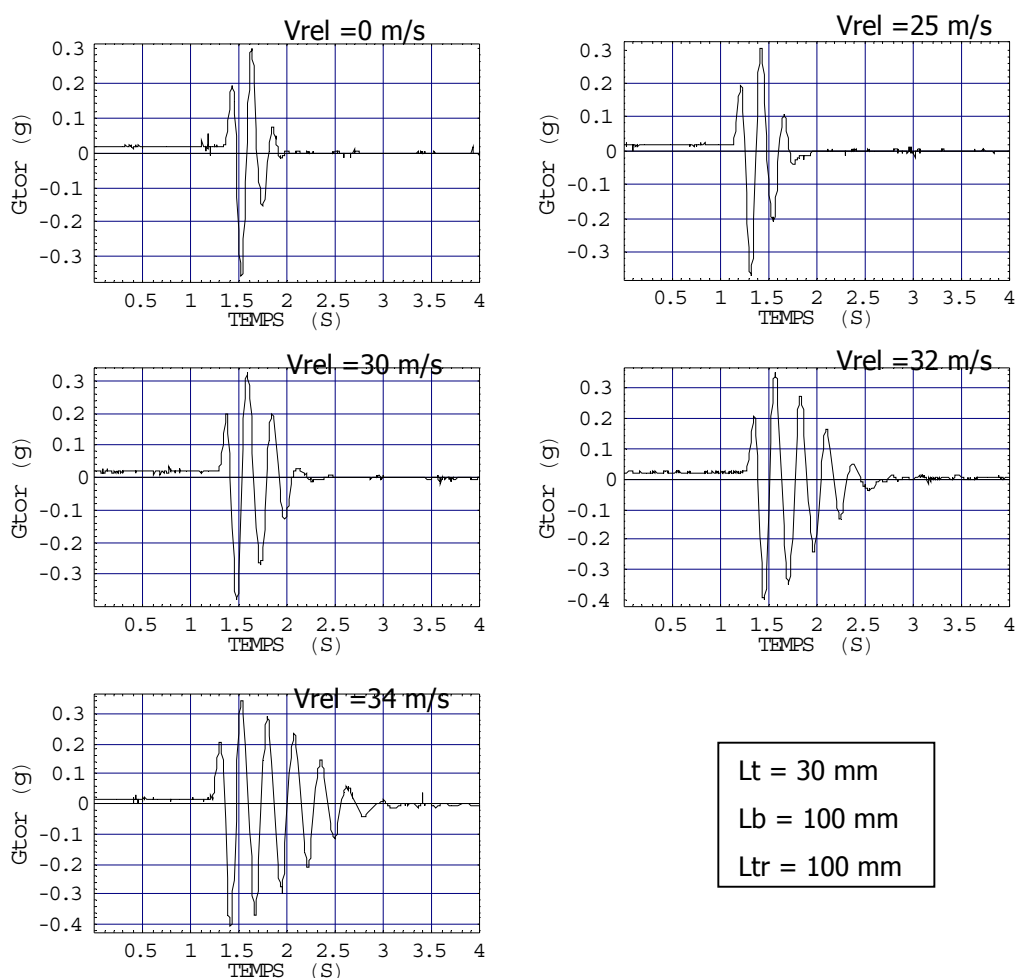 Vrel =0 m/s
0.3
0.2
0.1
0
-0.1
-0.2
-0.3
Gtor (g)
0.5 1 1.5 2 2.5 3 3.5 4
TEMPS (S)
Vrel =25 m/s
0.3
0.2
0.1
0
-0.1
-0.2
-0.3
Gtor (g)
0.5 1 1.5 2 2.5 3 3.5 4
TEMPS (S)
Vrel =30 m/s
0.3
0.2
0.1
0
-0.1
-0.2
-0.3
Gtor (g)
0.5 1 1.5 2 2.5 3 3.5 4
TEMPS (S)
Vrel =32 m/s
0.3
0.2
0.1
0
-0.1
-0.2
-0.3
-0.4
Gtor (g)
0.5 1 1.5 2 2.5 3 3.5 4
TEMPS (S)
Vrel =34 m/s
0.3
0.2
0.1
0
-0.1
-0.2
-0.3
-0.4
Gtor (g)
0.5 1 1.5 2 2.5 3 3.5 4
TEMPS (S)
Lt = 30 mm
Lb = 100 mm
Ltr = 100 mm